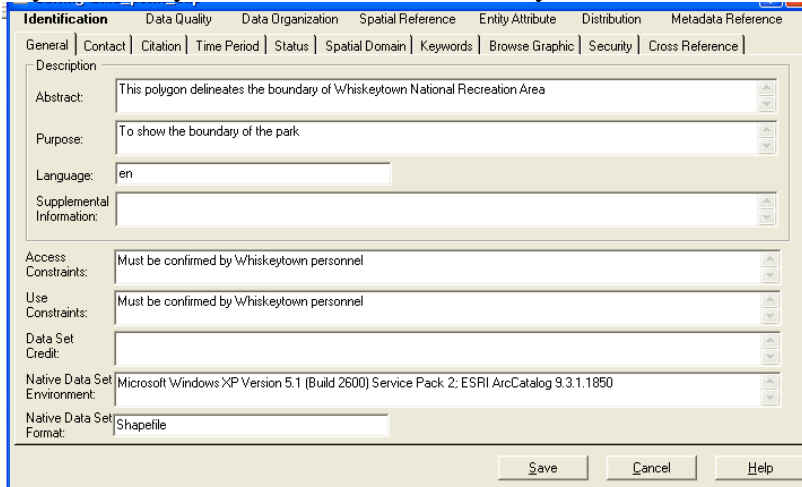 Identification Data Quality Data Organization Spatial Reference Entity Attribute Distribution Metadata Reference
General Contact Citation Time Period Status Spatial Domain Keywords Browse Graphic Security Cross Reference
Description
Abstract: This polygon delineates the boundary of Whiskeytown National Recreation Area
Purpose: To show the boundary of the park
Language: en
Supplemental
Information:
Access
Constraints: Must be confirmed by Whiskeytown personnel
Use
Constraints: Must be confirmed by Whiskeytown personnel
Data Set
Credit:
Native Data Set
Environment: Microsoft Windows XP Version 5.1 (Build 2600) Service Pack 2; ESRI ArcCatalog 9.3.1.1850
Native Data Set
Format: Shapefile
Save Cancel Help